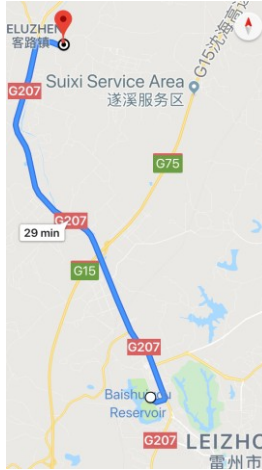 ELUZHEN
客路镇
G207
Suixi Service Area
遂溪服务区
G15沈海高速
G75
G207
29 min
G15
G207
Baishu
Reservoir
G207
LEIZHO
雷州市